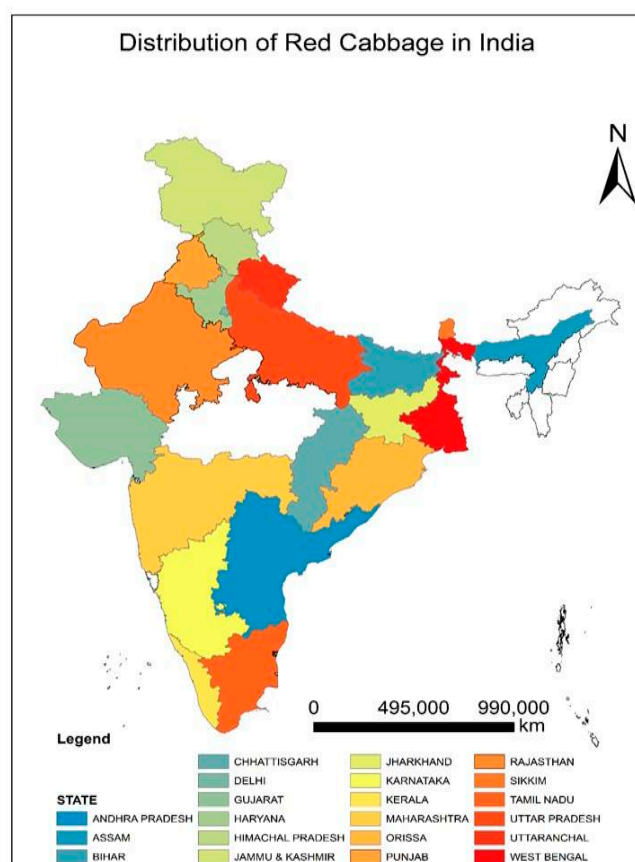 Distribution of Red Cabbage in India
N
0 495,000 990,000
km
Legend
STATE
ANDHRA PRADESH
ASSAM
BIHAR
CHHATTISGARH
DELHI
GUJARAT
HARYANA
HIMACHAL PRADESH
JAMMU & KASHMIR
JHARKHAND
KARNATAKA
KERALA
MAHARASHTRA
ORISSA
PUNJAB
RAJASTHAN
SIKKIM
TAMIL NADU
UTTAR PRADESH
UTTARANCHAL
WEST BENGAL